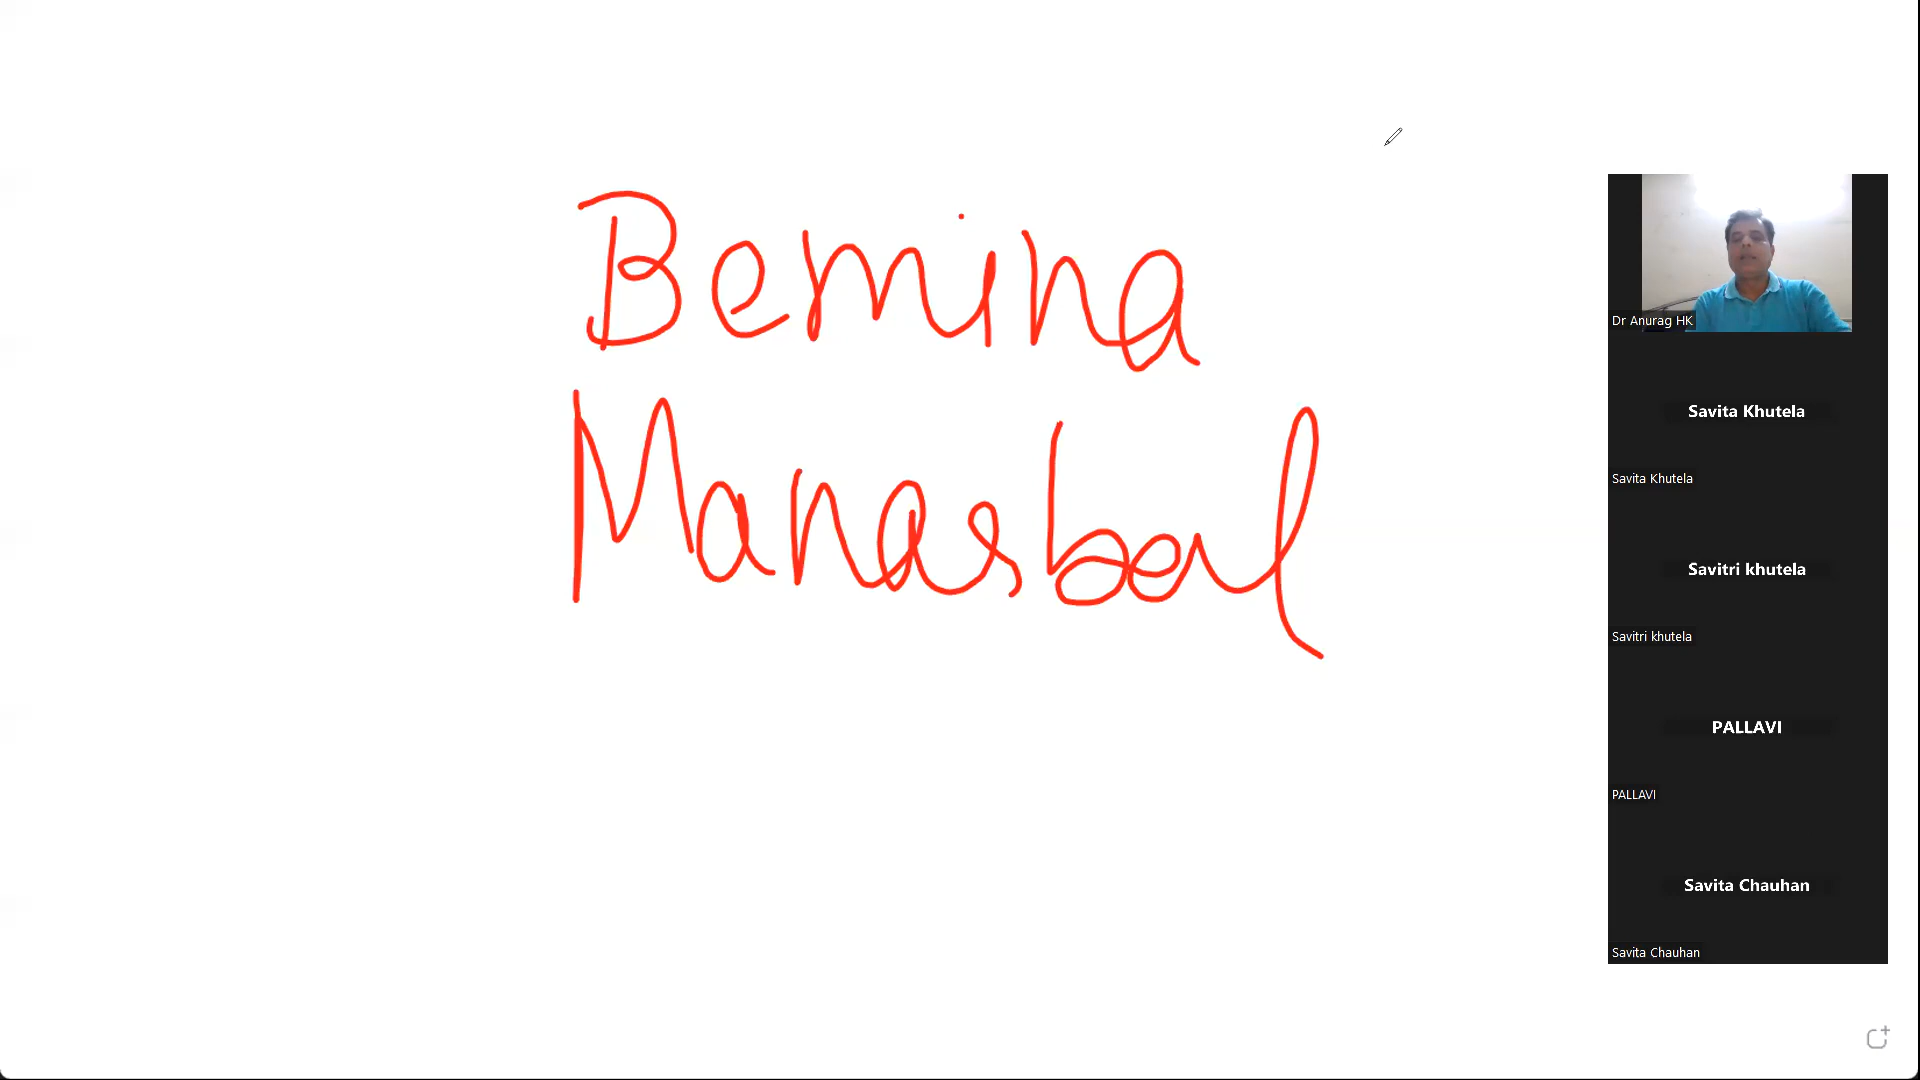 Bemina
Manasbal
Dr Anurag HK
Savita Khutela
Savita Khutela
Savitri khutela
Savitri khutela
PALLAVI
PALLAVI
Savita Chauhan
Savita Chauhan